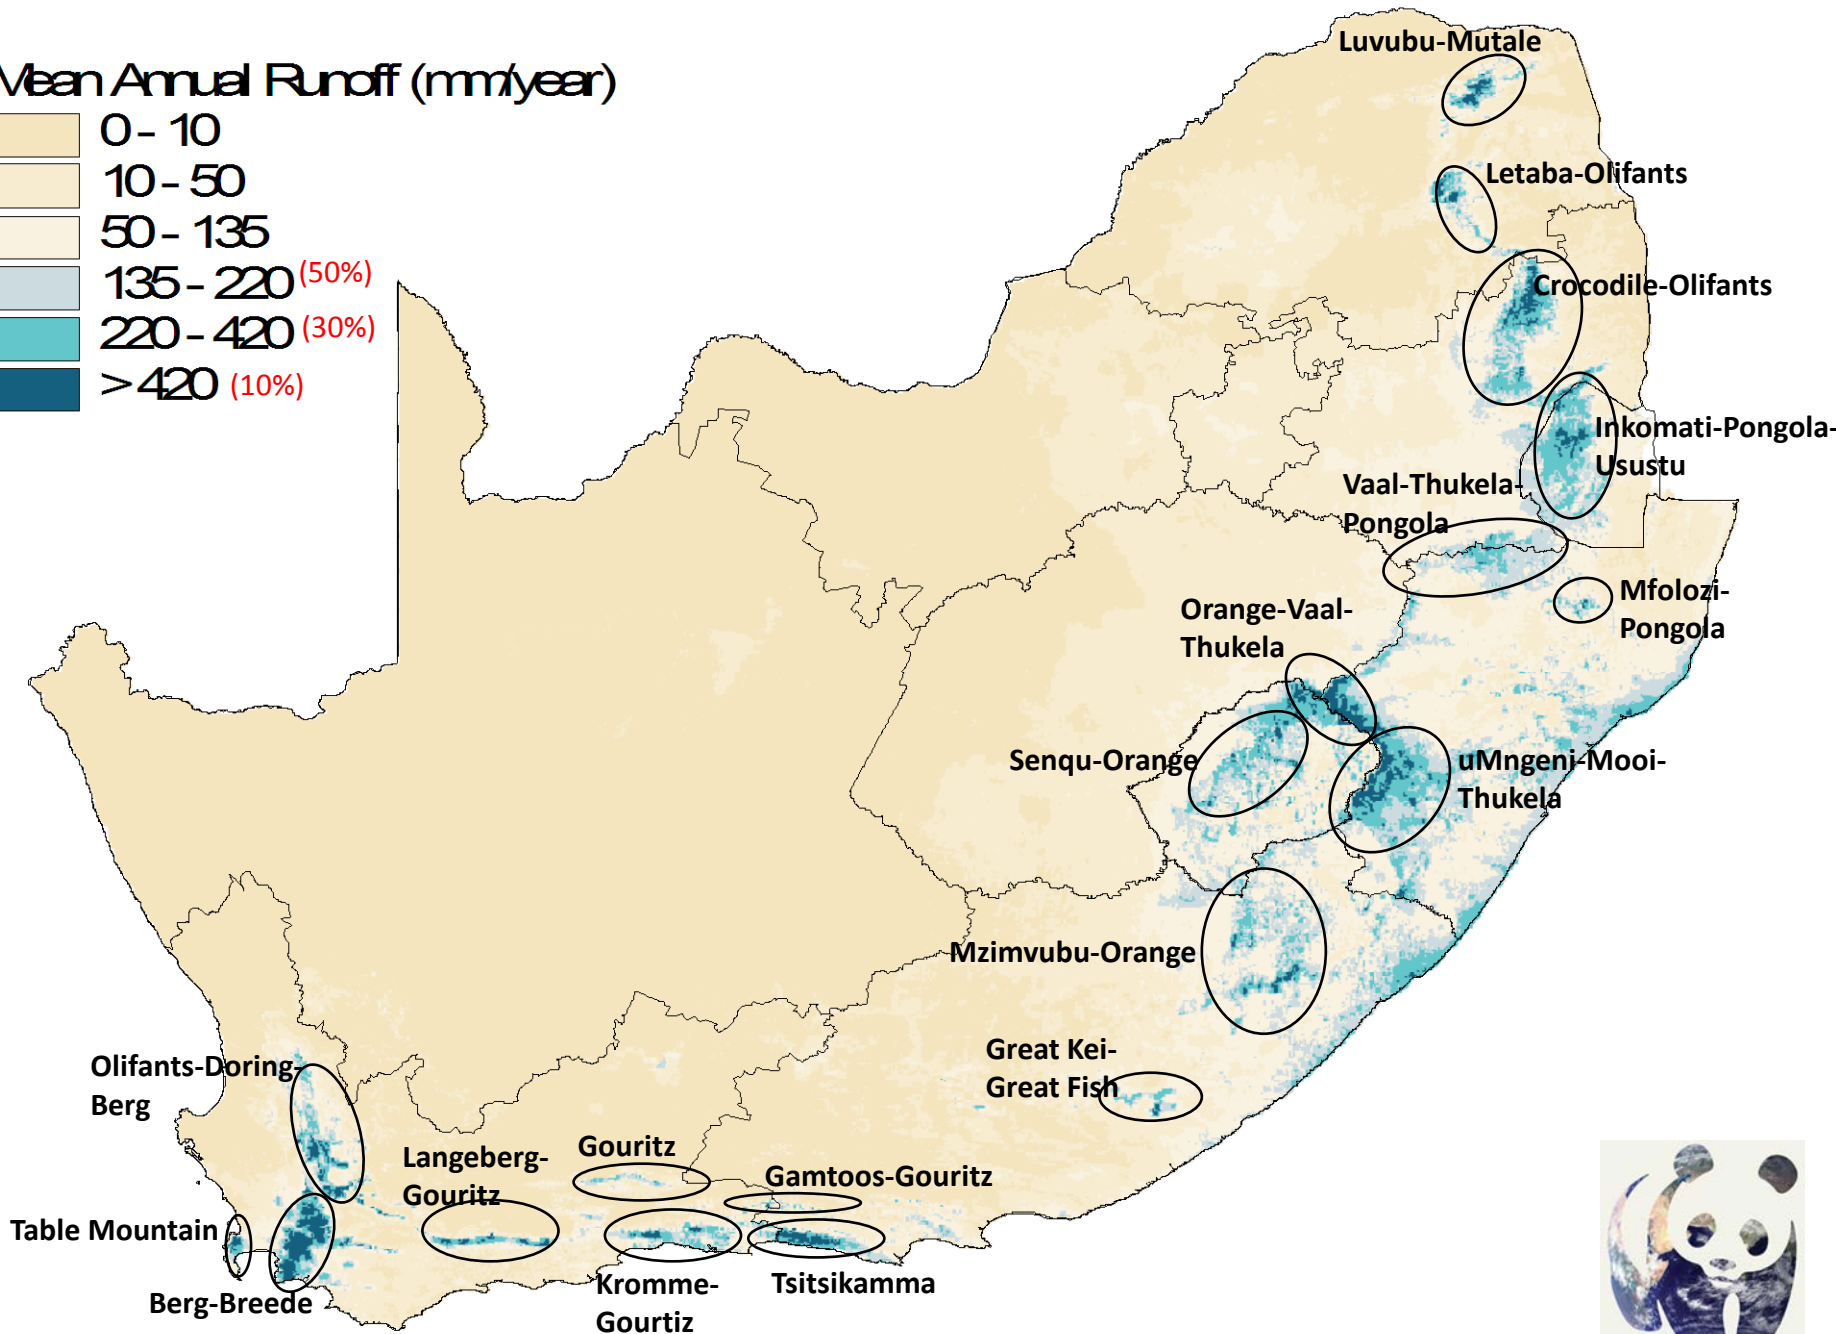 Mean Annual Runoff (mm/year)
0 - 10
10 - 50
50 - 135
135 - 220 (50%)
220 - 420 (30%)
> 420 (10%)
Luvubu-Mutale
Letaba-Olifants
Crocodile-Olifants
Inkomati-Pongola-
Usustu
Vaal-Thukela-
Pongola
Mfolozi-
Pongola
Orange-Vaal-
Thukela
Senqu-Orange
uMngeni-Mooi-
Thukela
Mzimvubu-Orange
Great Kei-
Great Fish
Olifants-Doring-
Berg
Langeberg-
Gouritz
Gouritz
Gamtoos-Gouritz
Table Mountain
Berg-Breede
Kromme-
Gourtiz
Tsitsikamma